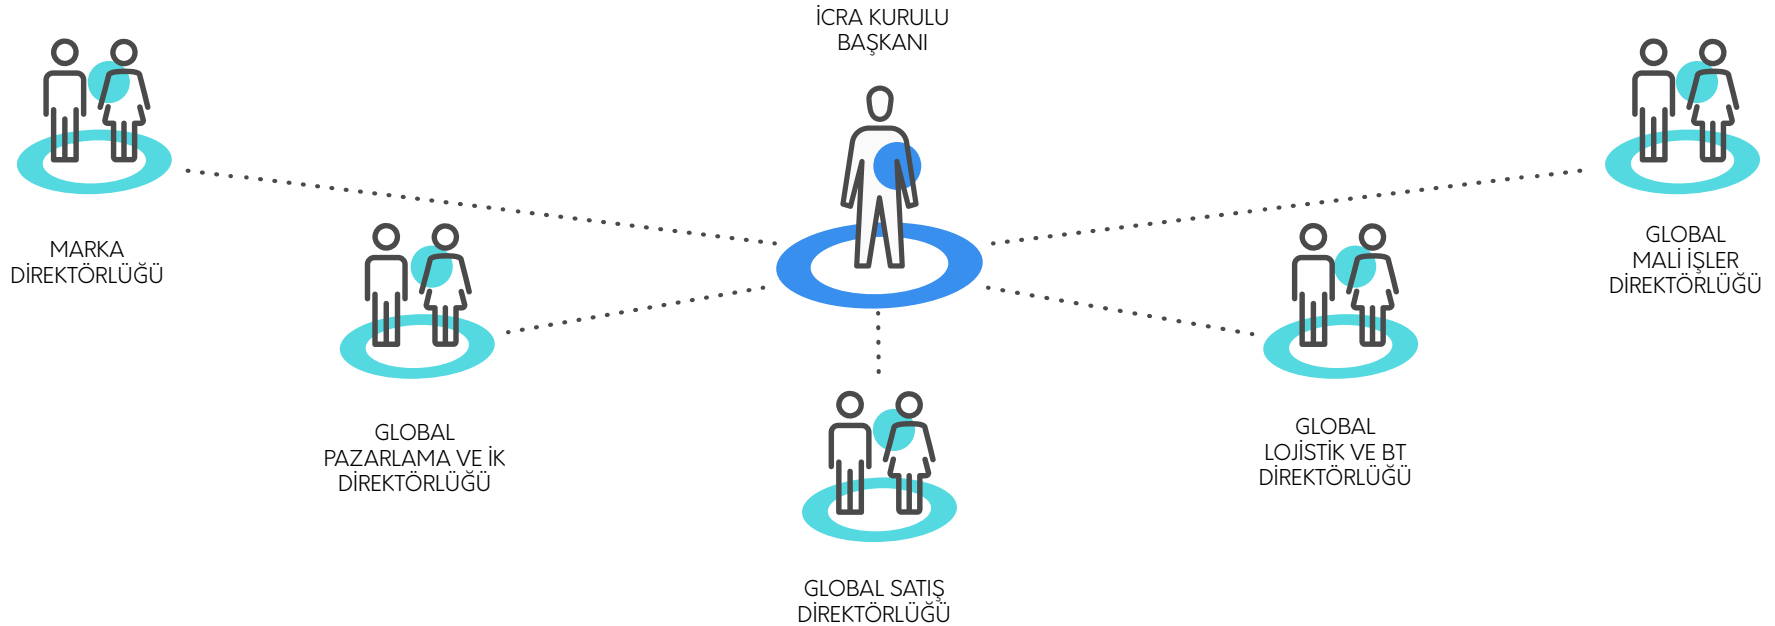 İCRA KURULU
BAŞKANI
MARKA
DİREKTÖRLÜĞÜ
GLOBAL
PAZARLAMA VE İK
DİREKTÖRLÜĞÜ
GLOBAL SATIŞ
DİREKTÖRLÜĞÜ
GLOBAL
LOJİSTİK VE BT
DİREKTÖRLÜĞÜ
GLOBAL
MALİ İŞLER
DİREKTÖRLÜĞÜ